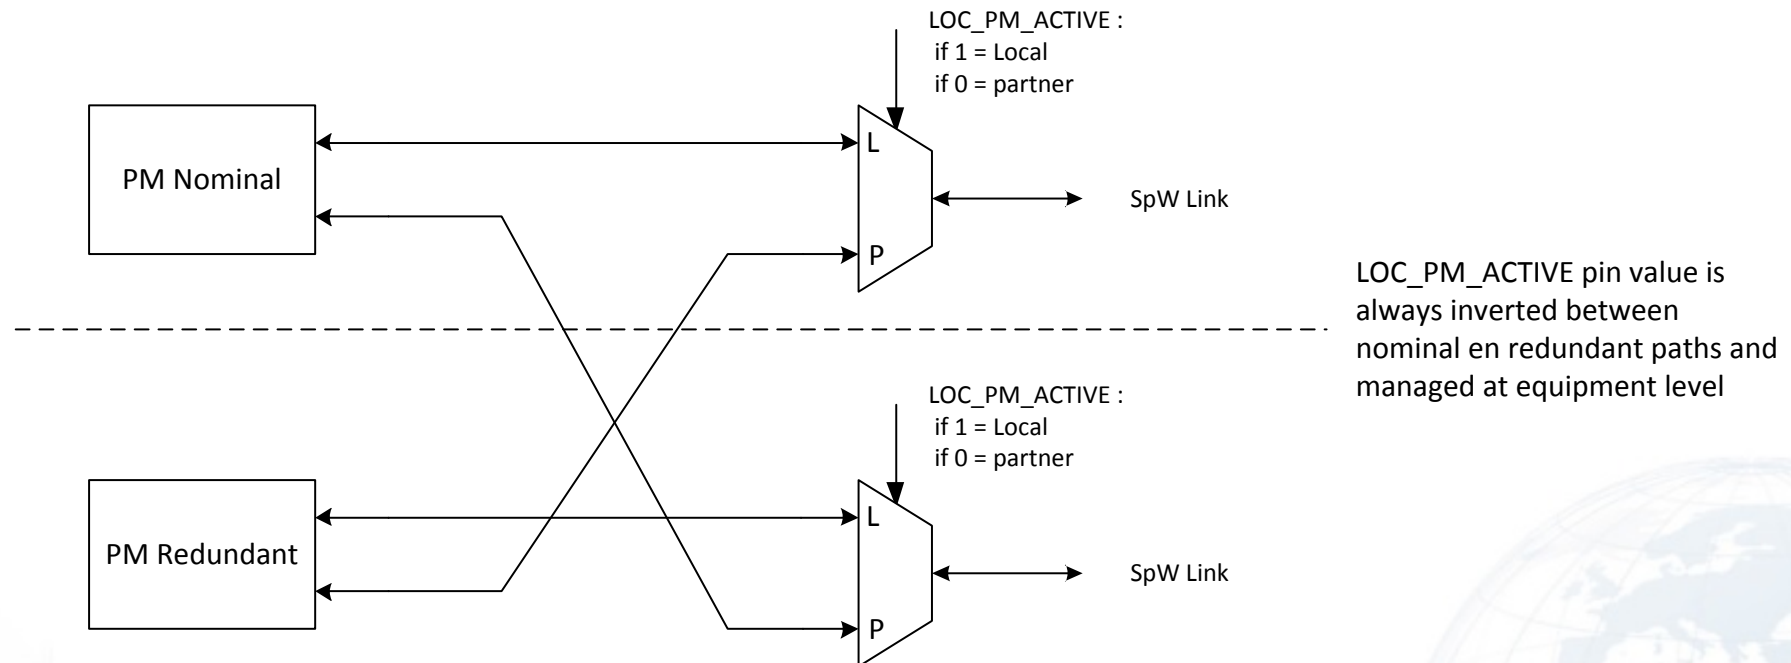 LOC_PM_ACTIVE :
if 1 = Local
if 0 = partner
PM Nominal
L
P
SpW Link
LOC_PM_ACTIVE pin value is
always inverted between
nominal en redundant paths and
managed at equipment level
LOC_PM_ACTIVE :
if 1 = Local
if 0 = partner
PM Redundant
L
P
SpW Link